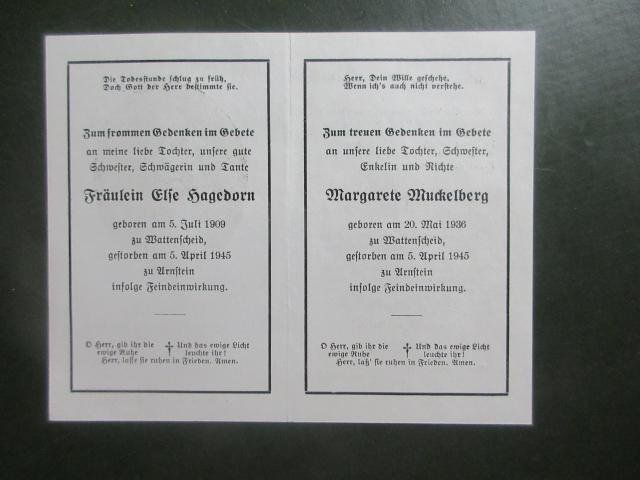 Die Todesstunde schlug zu früh,
Doch Gott der Herr bestimmte sie.
Zum frommen Gedenken im Gebete
an meine liebe Tochter, unsere gute
Schwester, Schwägerin und Tante
Fräulein Else Hagedorn
geboren am 5. Juli 1909
zu Wattenscheid,
gestorben am 5. April 1945
zu Arnstein
infolge Feindeinwirkung.
O Herr, gib ihr die ewige Ruhe † Und das ewige Licht leuchte ihr!
Herr, lasse sie ruhen in Frieden. Amen.
Herr, Dein Wille geschehe,
Wenn ich's auch nicht verstehe.
Zum treuen Gedenken im Gebete
an unsere liebe Tochter, Schwester,
Enkelin und Nichte
Margarete Muckelberg
geboren am 20. Mai 1936
zu Wattenscheid,
gestorben am 5. April 1945
zu Arnstein
infolge Feindeinwirkung.
O Herr, gib ihr die ewige Ruhe † Und das ewige Licht leuchte ihr!
Herr, laß' sie ruhen in Frieden. Amen.